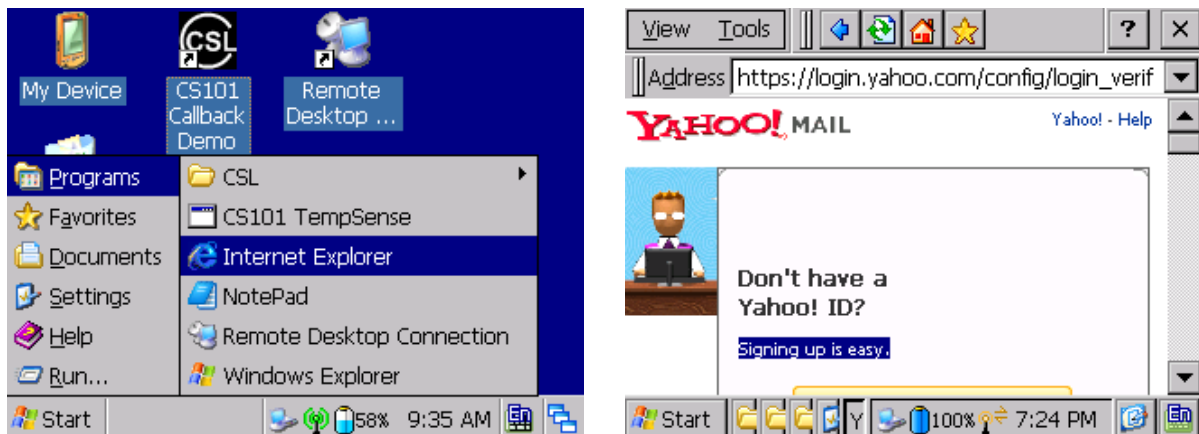 CSL
My Device
CS101 Callback Demo
Remote Desktop ...
Programs
Favorites
Documents
Settings
Help
Run...
CSL
CS101 TempSense
Internet Explorer
NotePad
Remote Desktop Connection
Windows Explorer
Start
58%
9:35 AM
View Tools
?
Address https://login.yahoo.com/config/login_verif
YAHOO! MAIL
Yahoo! - Help
Don't have a
Yahoo! ID?
Signing up is easy.
Start
Y
100%
7:24 PM